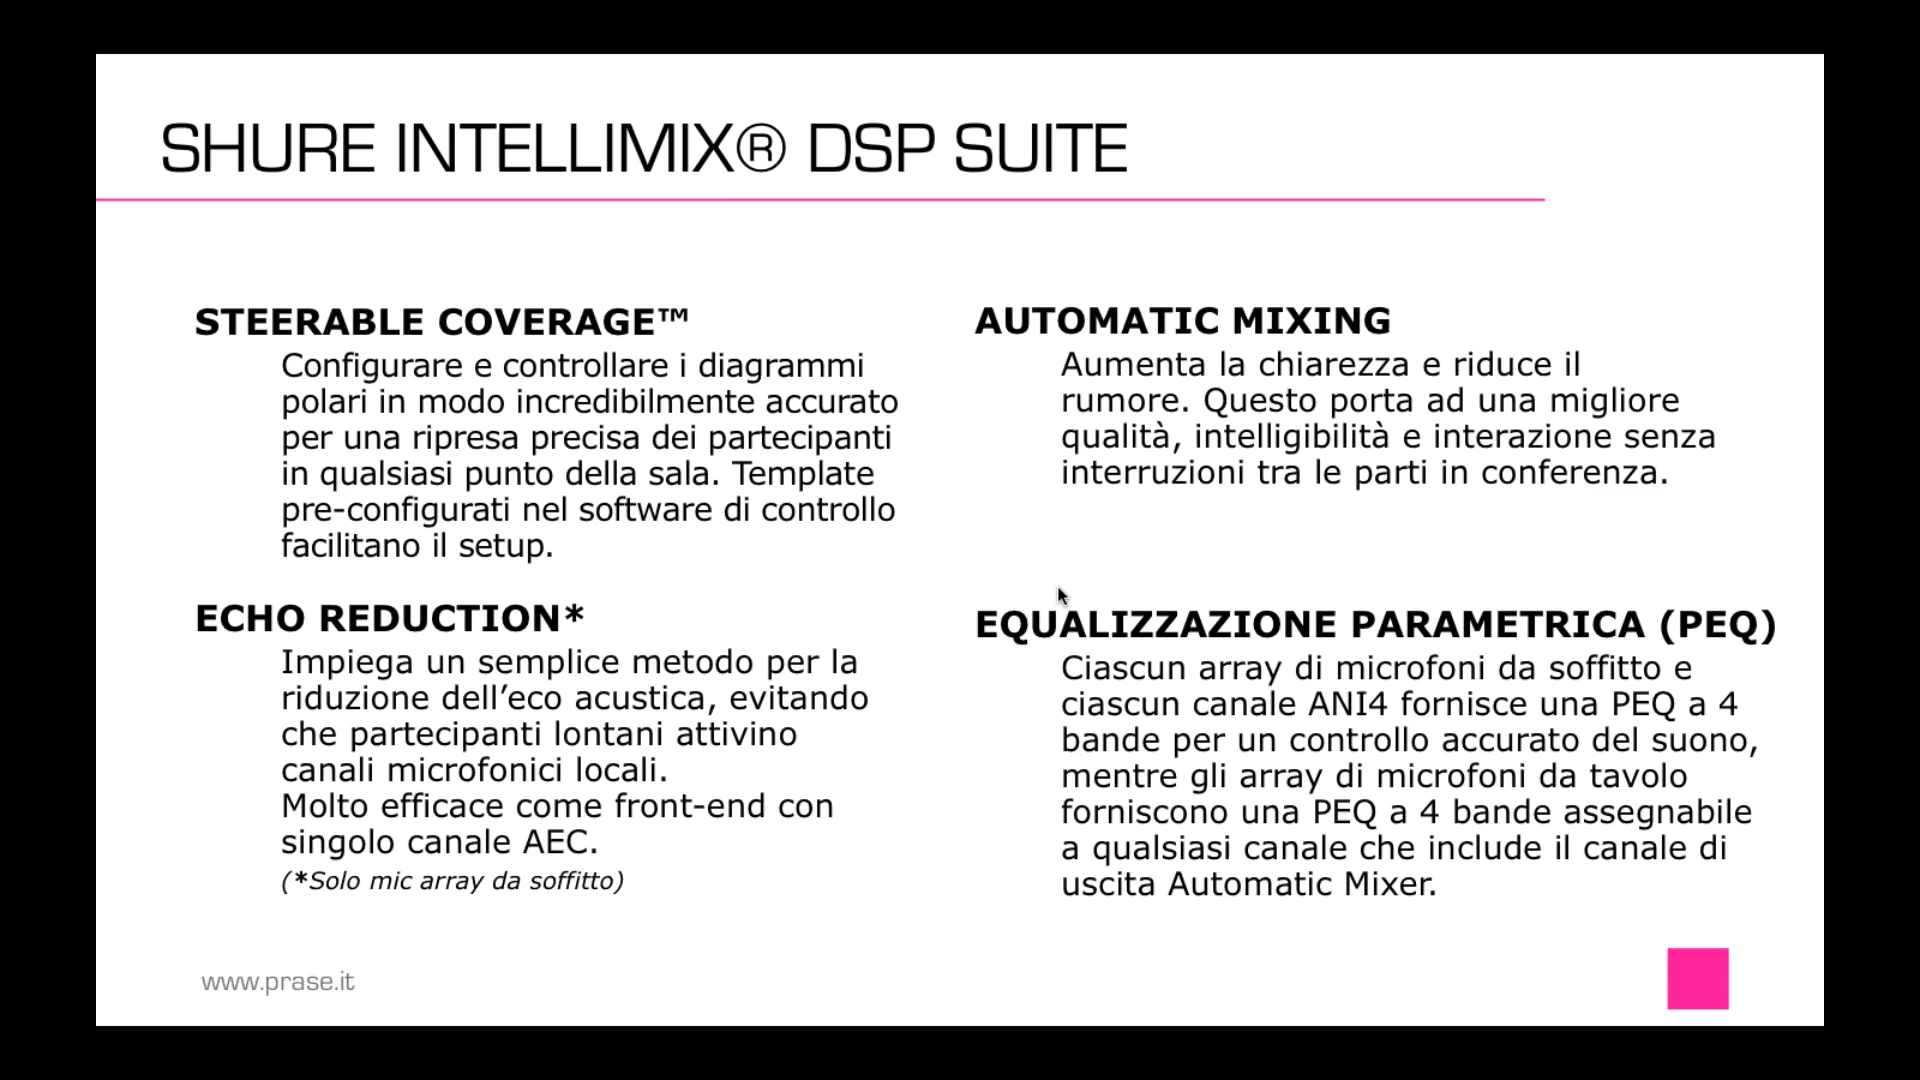 SHURE INTELLIMIX® DSP SUITE
STEERABLE COVERAGE™
Configurare e controllare i diagrammi
polari in modo incredibilmente accurato
per una ripresa precisa dei partecipanti
in qualsiasi punto della sala. Template
pre-configurati nel software di controllo
facilitano il setup.
ECHO REDUCTION*
Impiega un semplice metodo per la
riduzione dell’eco acustica, evitando
che partecipanti lontani attivino
canali microfonici locali.
Molto efficace come front-end con
singolo canale AEC.
(*Solo mic array da soffitto)
AUTOMATIC MIXING
Aumenta la chiarezza e riduce il
rumore. Questo porta ad una migliore
qualità, intelligibilità e interazione senza
interruzioni tra le parti in conferenza.
EQUALIZZAZIONE PARAMETRICA (PEQ)
Ciascun array di microfoni da soffitto e
ciascun canale ANI4 fornisce una PEQ a 4
bande per un controllo accurato del suono,
mentre gli array di microfoni da tavolo
forniscono una PEQ a 4 bande assegnabile
a qualsiasi canale che include il canale di
uscita Automatic Mixer.
www.prase.it